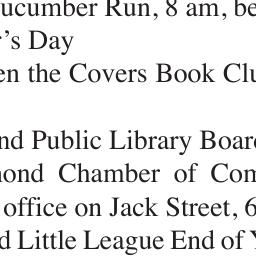 ucumber Run, 8 am, be
r's Day
en the Covers Book Clu
nd Public Library Boar
nond Chamber of Com
office on Jack Street, 6
d Little League End of Y